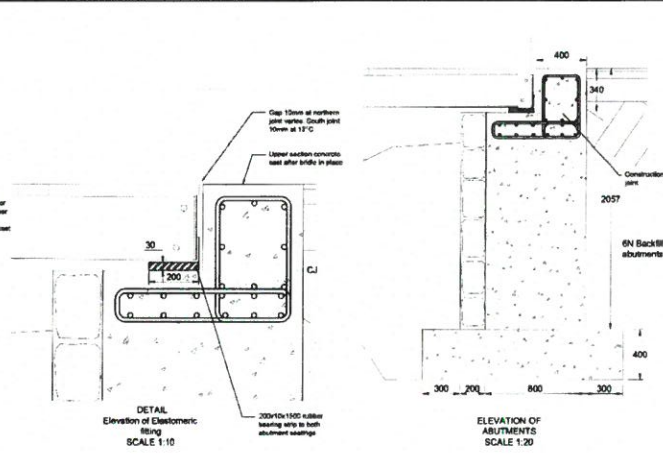 Gap 10mm at northern
joint varies. South joint
10mm at 12°C
Upper section concrete
cast after bridle in place
30
200
CJ
200x10x1500 rubber
bearing strip to both
abutment seatings
DETAIL
Elevation of Elastomeric
fitting
SCALE 1:10
400
340
Construction
joint
2057
6N Backfill
abutments
400
300
200
800
300
ELEVATION OF
ABUTMENTS
SCALE 1:20